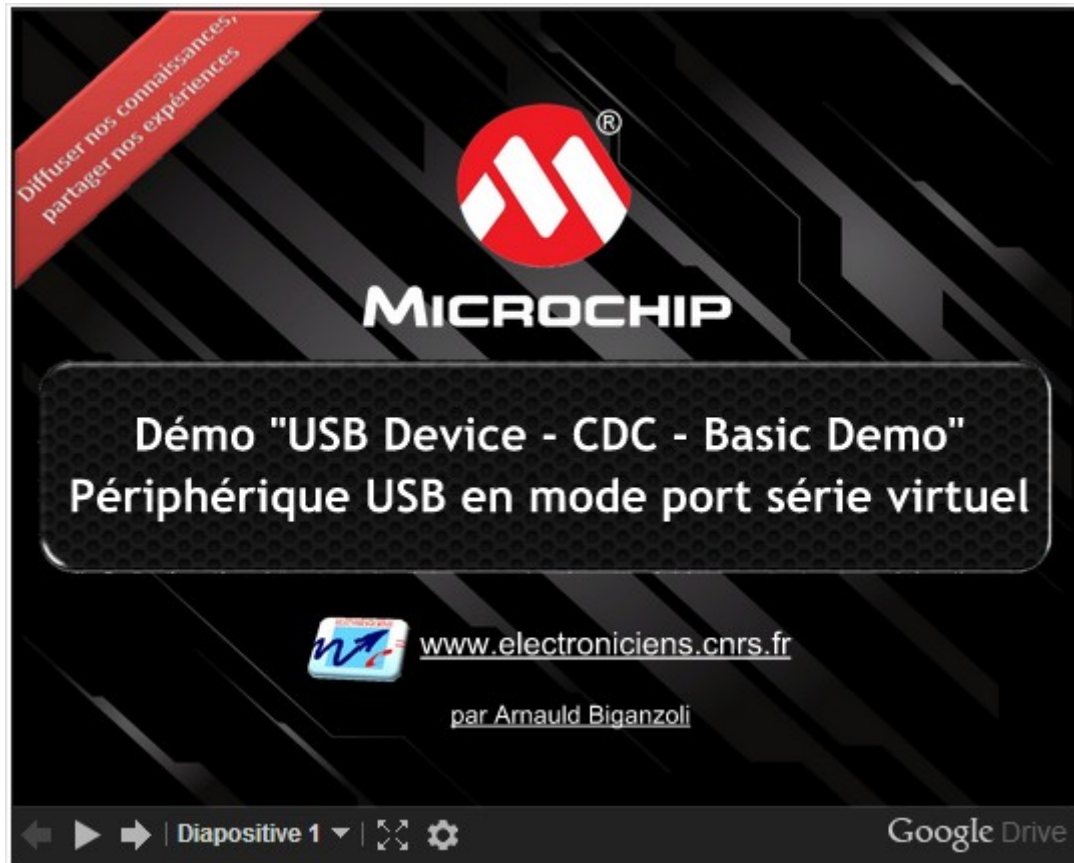 Diffuser nos connaissances,
partager nos expériences
®
MICROCHIP
Démo "USB Device - CDC - Basic Demo"
Périphérique USB en mode port série virtuel
www.electroniciens.cnrs.fr
par Arnauld Biganzoli
Diapositive 1
Google Drive